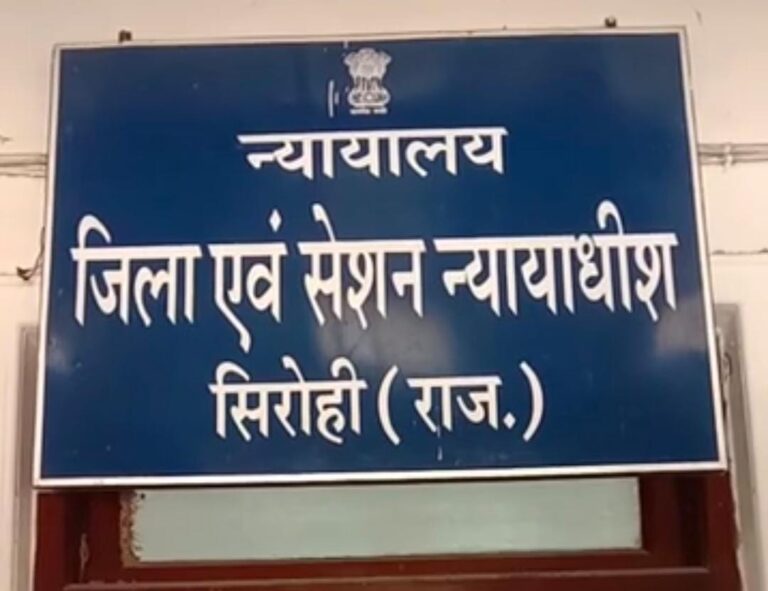 न्यायालय
जिला एवं सेशन न्यायाधीश
सिरोही ( राज. )